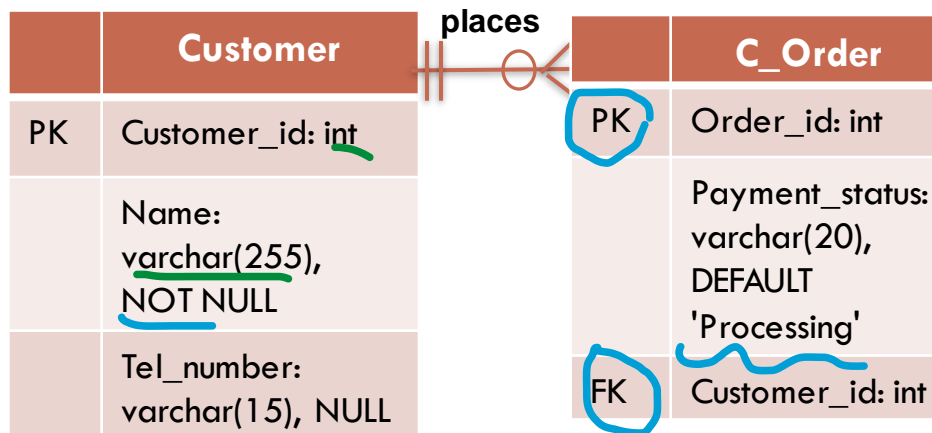 places
Customer
PK Customer_id: int
Name:
varchar(255),
NOT NULL
Tel_number:
varchar(15), NULL
C_Order
PK Order_id: int
Payment_status:
varchar(20),
DEFAULT
'Processing'
FK Customer_id: int